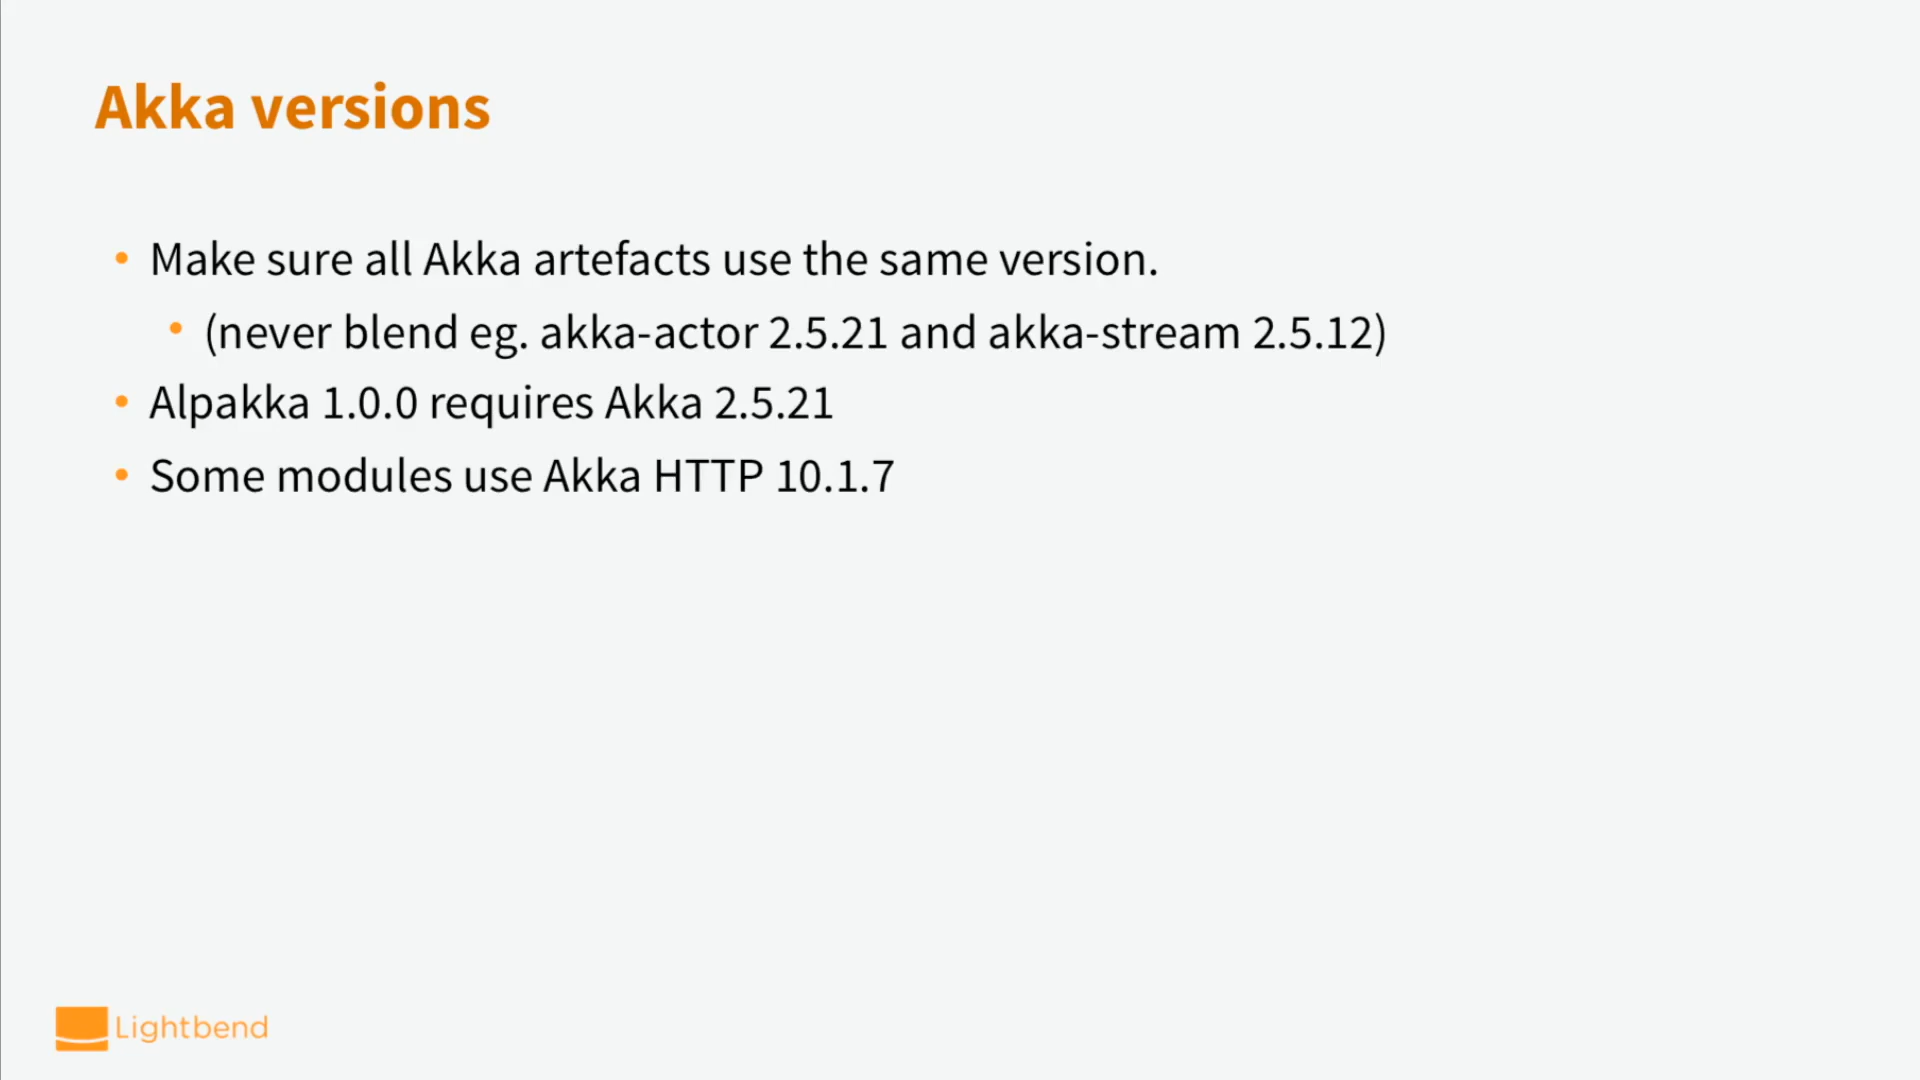 Akka versions
• Make sure all Akka artefacts use the same version.
• (never blend eg. akka-actor 2.5.21 and akka-stream 2.5.12)
• Alpakka 1.0.0 requires Akka 2.5.21
• Some modules use Akka HTTP 10.1.7
Lightbend